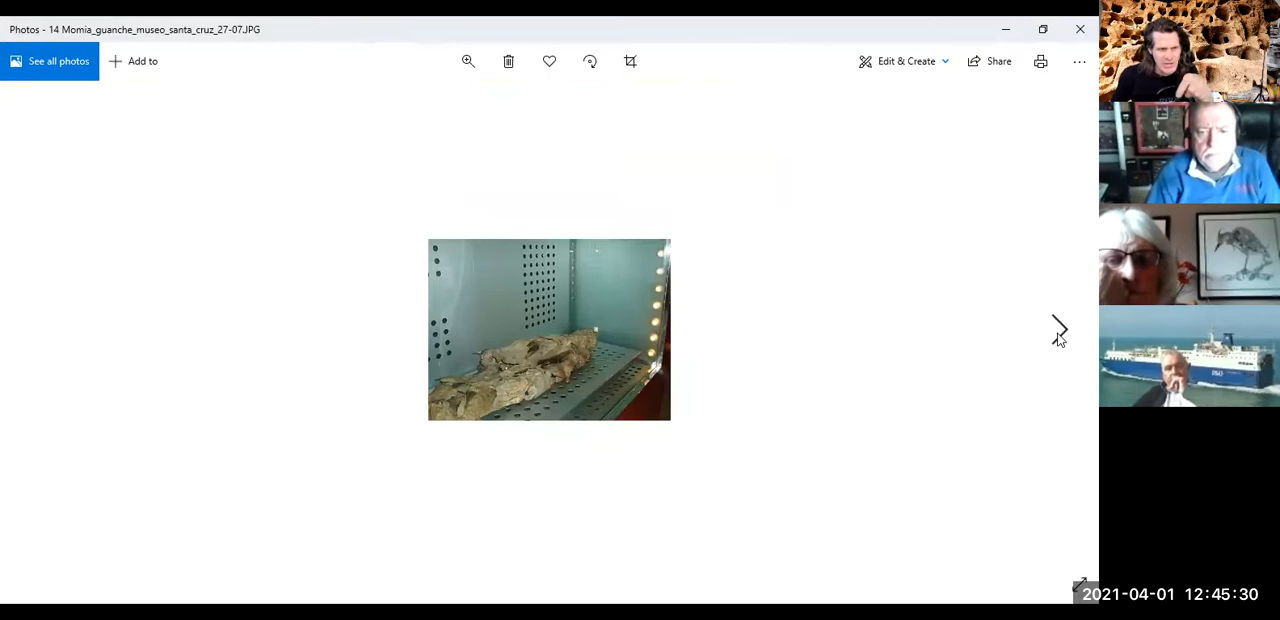 Photos - 14 Momia_guanche_museo_santa_cruz_27-07.JPG
See all photos
Add to
Edit & Create
Share
2021-04-01 12:45:30